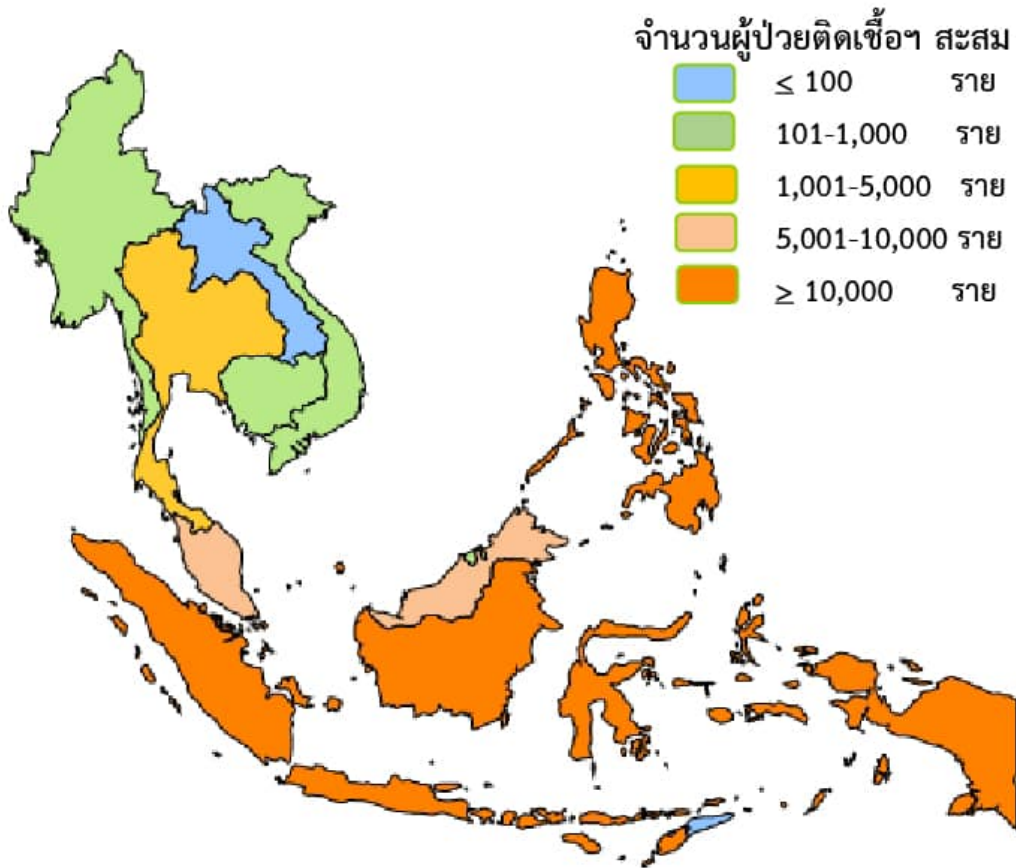 จำนวนผู้ป่วยติดเชื้อฯ สะสม
≤ 100 ราย
101-1,000 ราย
1,001-5,000 ราย
5,001-10,000 ราย
≥ 10,000 ราย